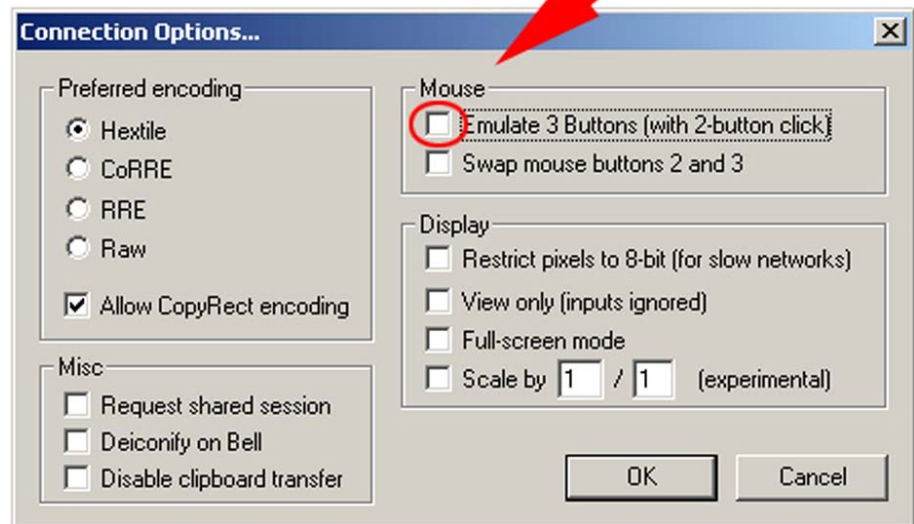 Connection Options...
Preferred encoding
Hextile
CoRRE
RRE
Raw
Allow CopyRect encoding
Misc
Request shared session
Deiconify on Bell
Disable clipboard transfer
Mouse
Emulate 3 Buttons (with 2-button click)
Swap mouse buttons 2 and 3
Display
Restrict pixels to 8-bit (for slow networks)
View only (inputs ignored)
Full-screen mode
Scale by 1 / 1 (experimental)
OK Cancel